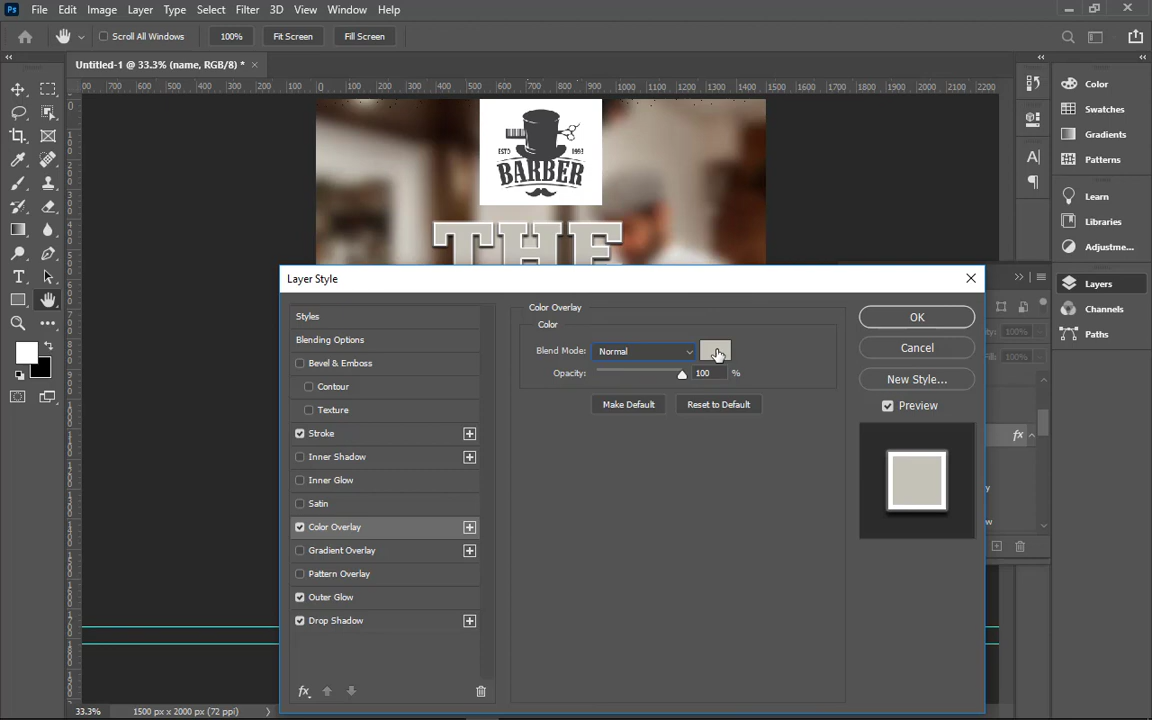 Ps File Edit Image Layer Type Select Filter 3D View Window Help
Scroll All Windows 100% Fit Screen Fill Screen
Untitled-1 @ 33.3% (name, RGB/8) *
ESTD 1993
BARBER
THE
Layer Style
Styles
Blending Options
Bevel & Emboss
Contour
Texture
Stroke
Inner Shadow
Inner Glow
Satin
Color Overlay
Gradient Overlay
Pattern Overlay
Outer Glow
Drop Shadow
fx
Color Overlay
Color
Blend Mode: Normal
Opacity: 100 %
Make Default Reset to Default
OK
Cancel
New Style...
Preview
Color
Swatches
Gradients
Patterns
Learn
Libraries
Adjustme...
Layers
Channels
Paths
fx
33.3% 1500 px x 2000 px (72 ppi)